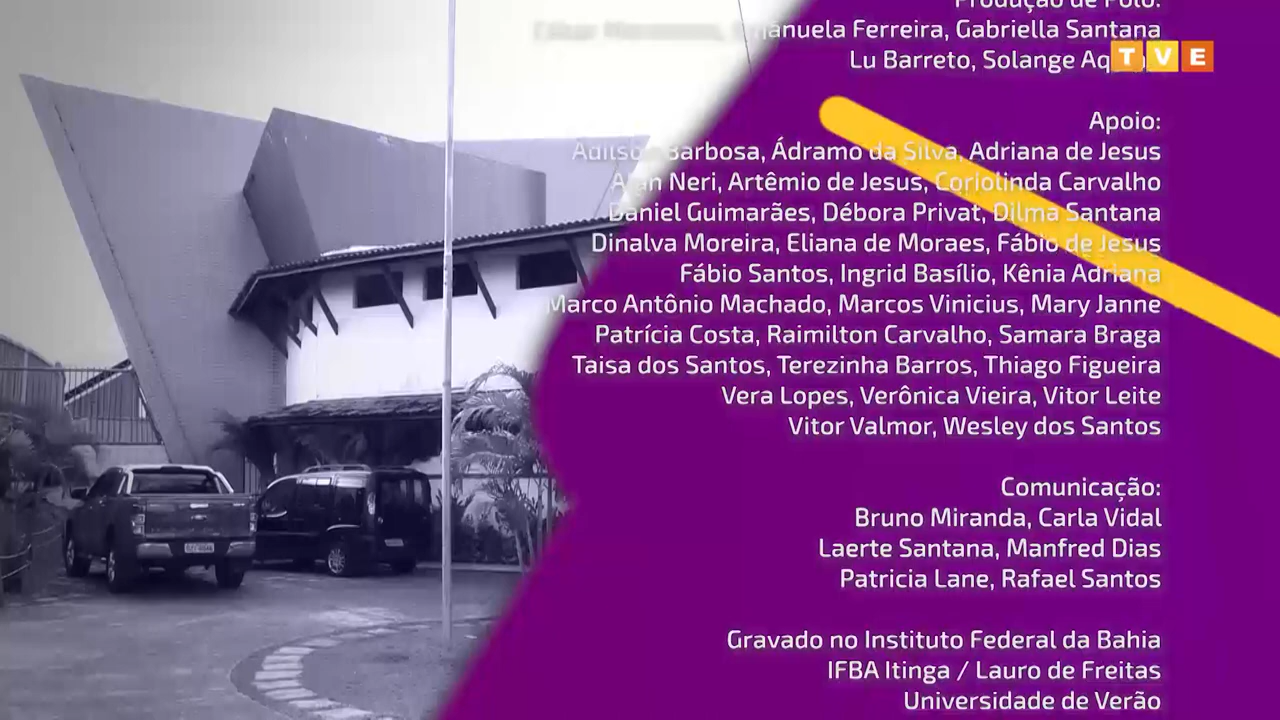 Produção de Polo:
Emanuela Ferreira, Gabriella Santana
Lu Barreto, Solange
TVE
Apoio:
Adilson Barbosa, Ádramo da Silva, Adriana de Jesus
Neri, Artêmio de Jesus, Coriolinda Carvalho
Daniel Guimarães, Débora Privat, Dilma Santana
Dinalva Moreira, Eliana de Moraes, Fábio de Jesus
Fábio Santos, Ingrid Basílio, Kênia Adriana
Marco Antônio Machado, Marcos Vinicius, Mary Janne
Patrícia Costa, Raimilton Carvalho, Samara Braga
Taisa dos Santos, Terezinha Barros, Thiago Figueira
Vera Lopes, Verônica Vieira, Vitor Leite
Vitor Valmor, Wesley dos Santos
Comunicação:
Bruno Miranda, Carla Vidal
Laerte Santana, Manfred Dias
Patricia Lane, Rafael Santos
Gravado no Instituto Federal da Bahia
IFBA Itinga / Lauro de Freitas
Universidade de Verão